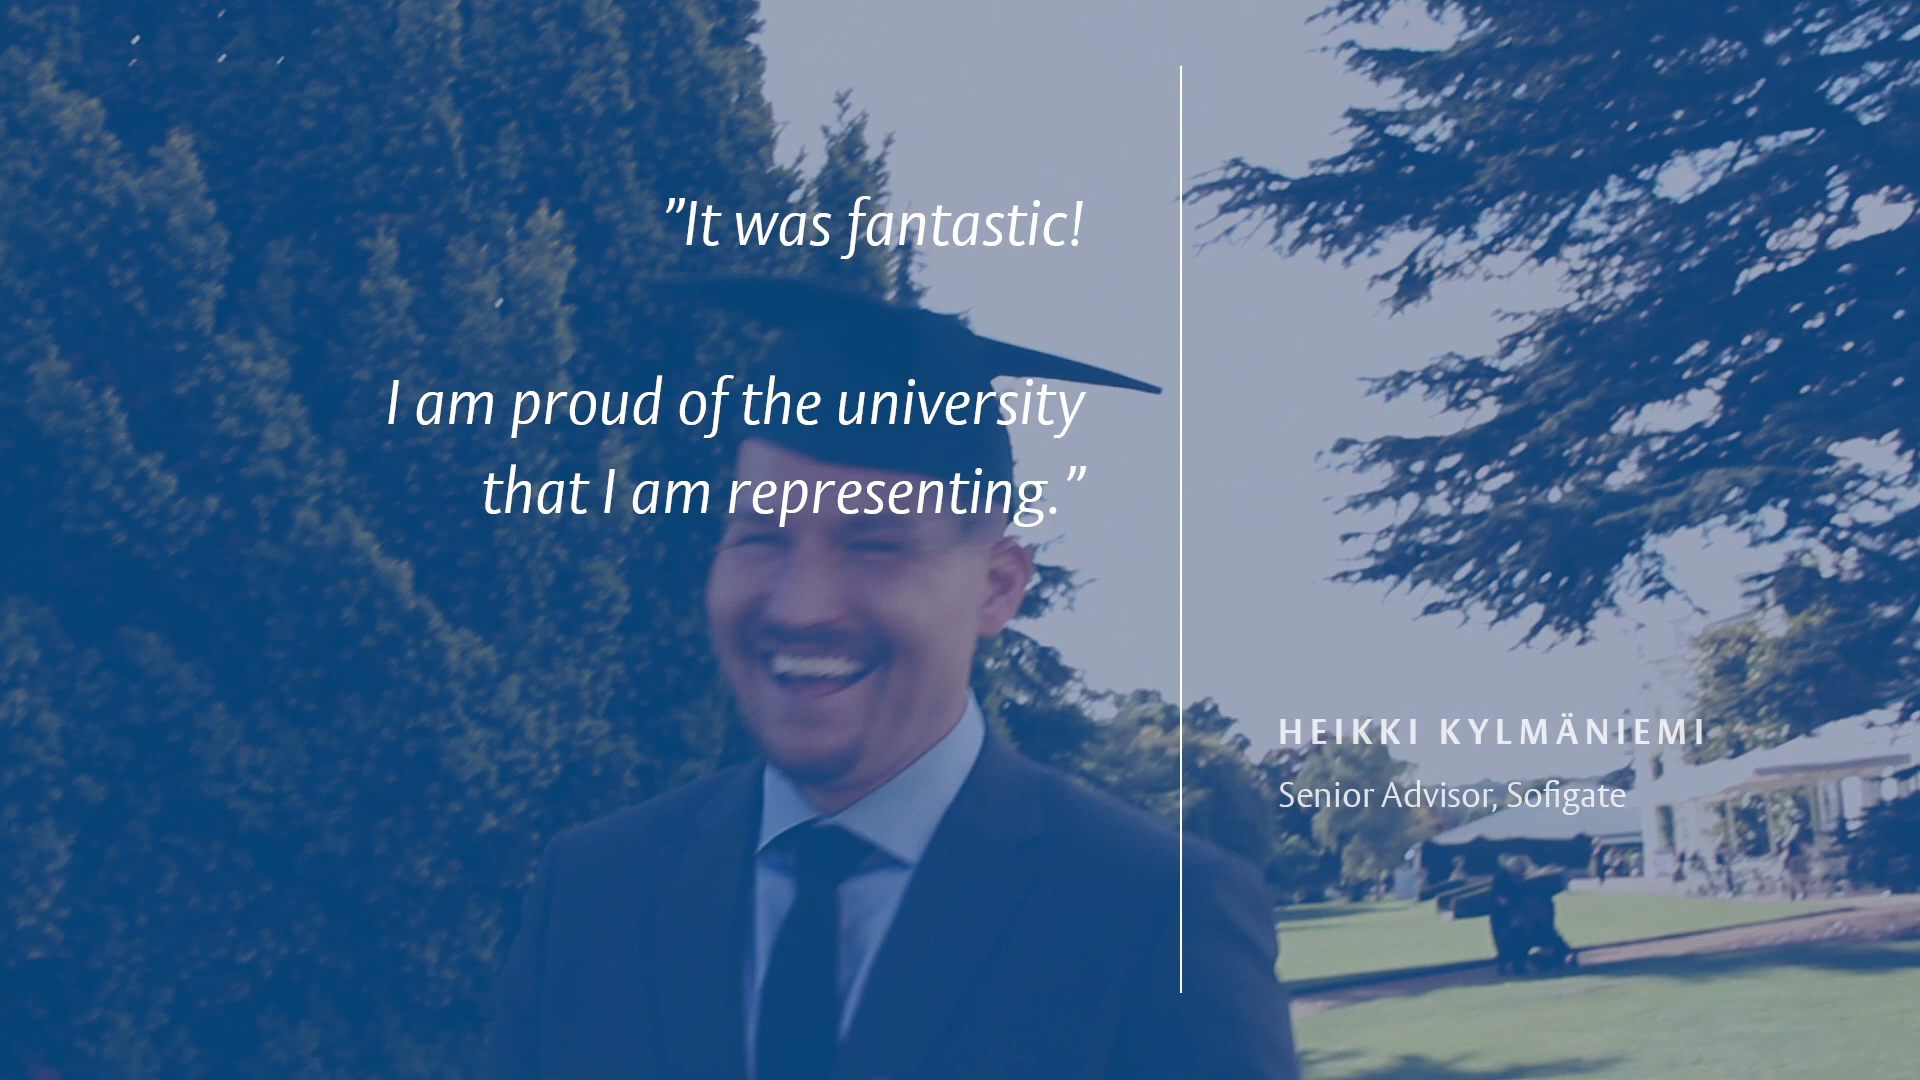 ”It was fantastic!
I am proud of the university
that I am representing.”
HEIKKI KYLMÄNIEMI
Senior Advisor, Sofigate